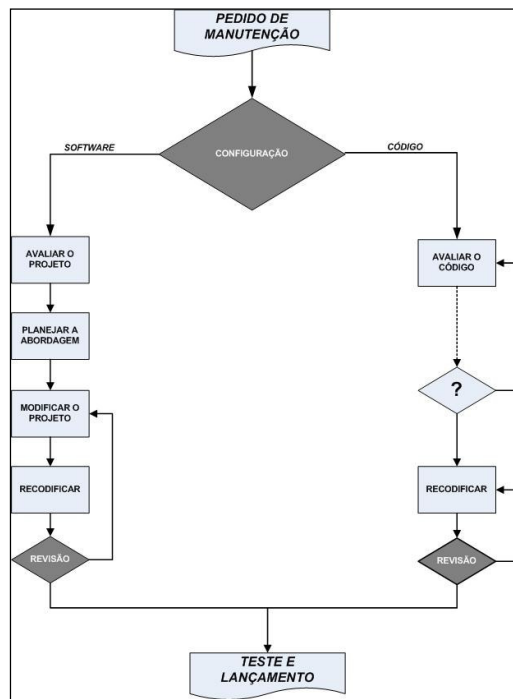 PEDIDO DE
MANUTENÇÃO
CONFIGURAÇÃO
SOFTWARE
CÓDIGO
AVALIAR O
PROJETO
PLANEJAR A
ABORDAGEM
MODIFICAR O
PROJETO
RECODIFICAR
REVISÃO
AVALIAR O
CÓDIGO
?
RECODIFICAR
REVISÃO
TESTE E
LANÇAMENTO